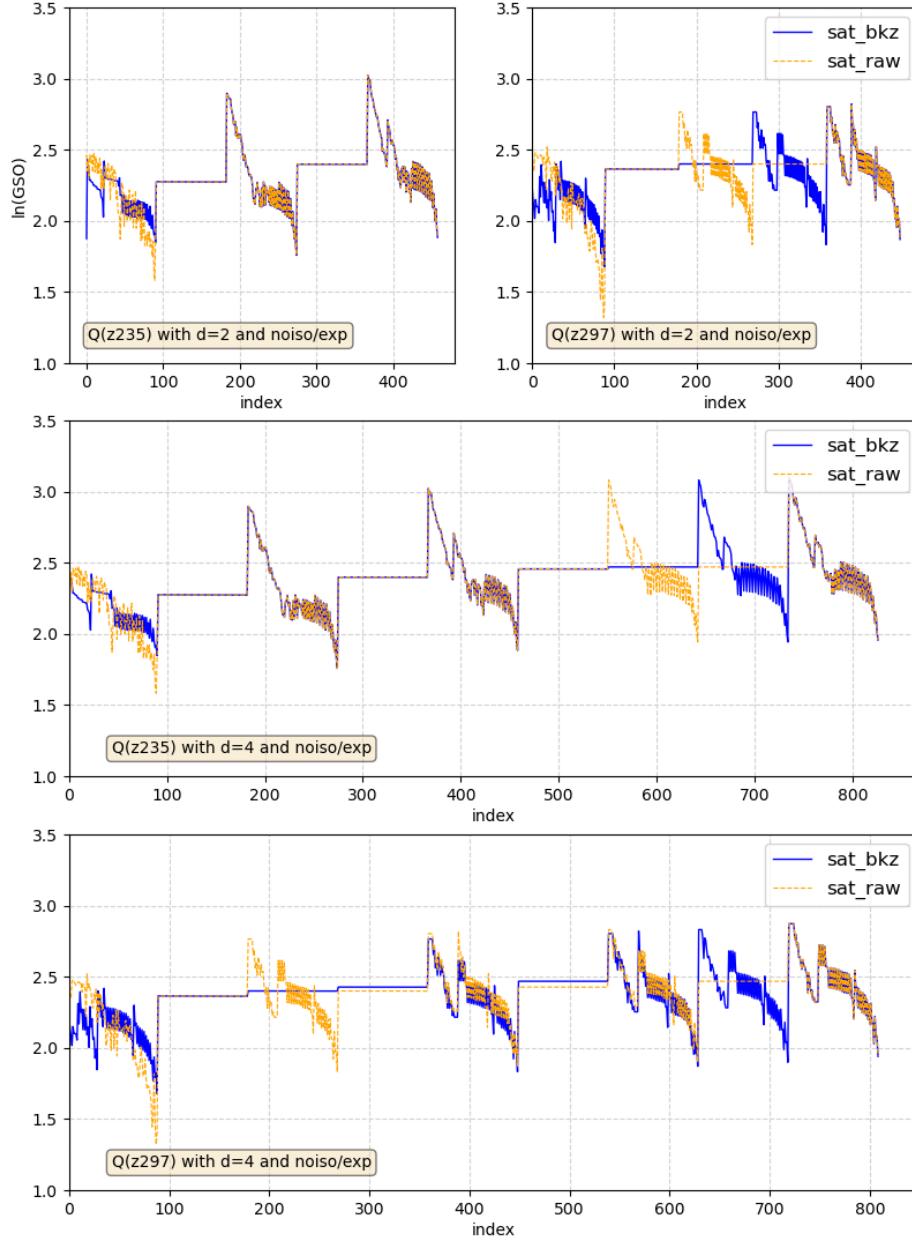 3.5
3.0
2.5
2.0
1.5
1.0
ln(GSO)
0 100 200 300 400
index
Q(z235) with d=2 and noiso/exp
3.5
3.0
2.5
2.0
1.5
1.0
0 100 200 300 400
index
sat_bkz
sat_raw
Q(z297) with d=2 and noiso/exp
3.5
3.0
2.5
2.0
1.5
1.0
0 100 200 300 400 500 600 700 800
index
sat_bkz
sat_raw
Q(z235) with d=4 and noiso/exp
3.5
3.0
2.5
2.0
1.5
1.0
0 100 200 300 400 500 600 700 800
index
sat_bkz
sat_raw
Q(z297) with d=4 and noiso/exp